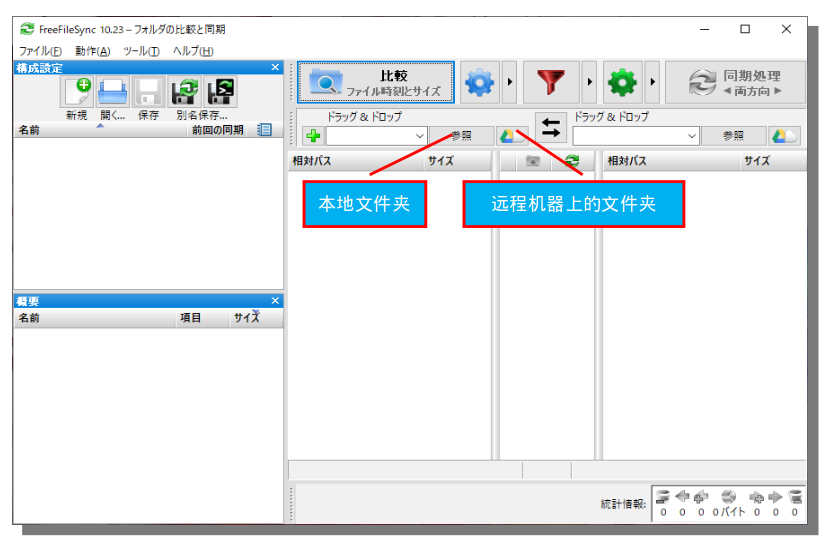 FreeFileSync 10.23 – フォルダの比較と同期
ファイル(F) 動作(A) ツール(T) ヘルプ(H)
構成設定
新規 開く... 保存 別名保存...
名前 前回の同期
比較
ファイル時刻とサイズ
同期処理
◄両方向►
ドラッグ & ドロップ ドラッグ & ドロップ
参照 参照
相対パス サイズ 相対パス サイズ
本地文件夹 远程机器上的文件夹
概要
名前 項目 サイズ
統計情報: 0 0 0 0バイト 0 0 0